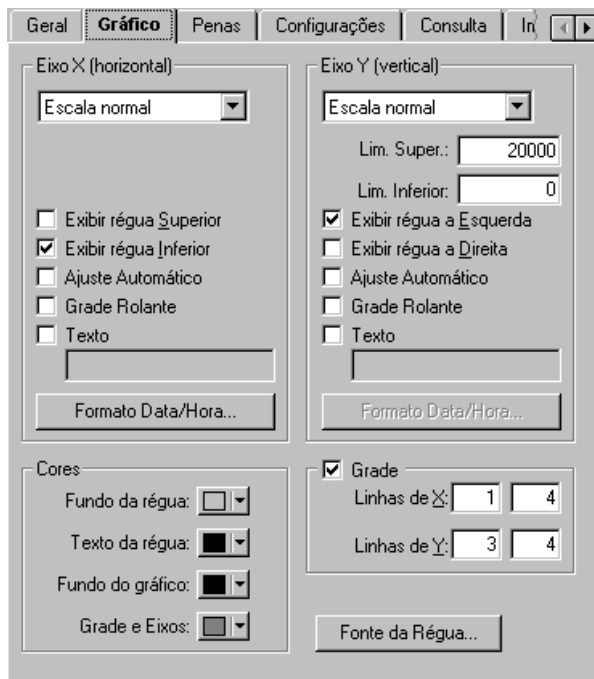 Geral Gráfico Penas Configurações Consulta In
Eixo X (horizontal)
Escala normal
Exibir régua Superior
Exibir régua Inferior
Ajuste Automático
Grade Rolante
Texto
Formato Data/Hora...
Eixo Y (vertical)
Escala normal
Lim. Super.: 20000
Lim. Inferior: 0
Exibir régua a Esquerda
Exibir régua a Direita
Ajuste Automático
Grade Rolante
Texto
Formato Data/Hora...
Cores
Fundo da régua:
Texto da régua:
Fundo do gráfico:
Grade e Eixos:
Grade
Linhas de X: 1 4
Linhas de Y: 3 4
Fonte da Régua...